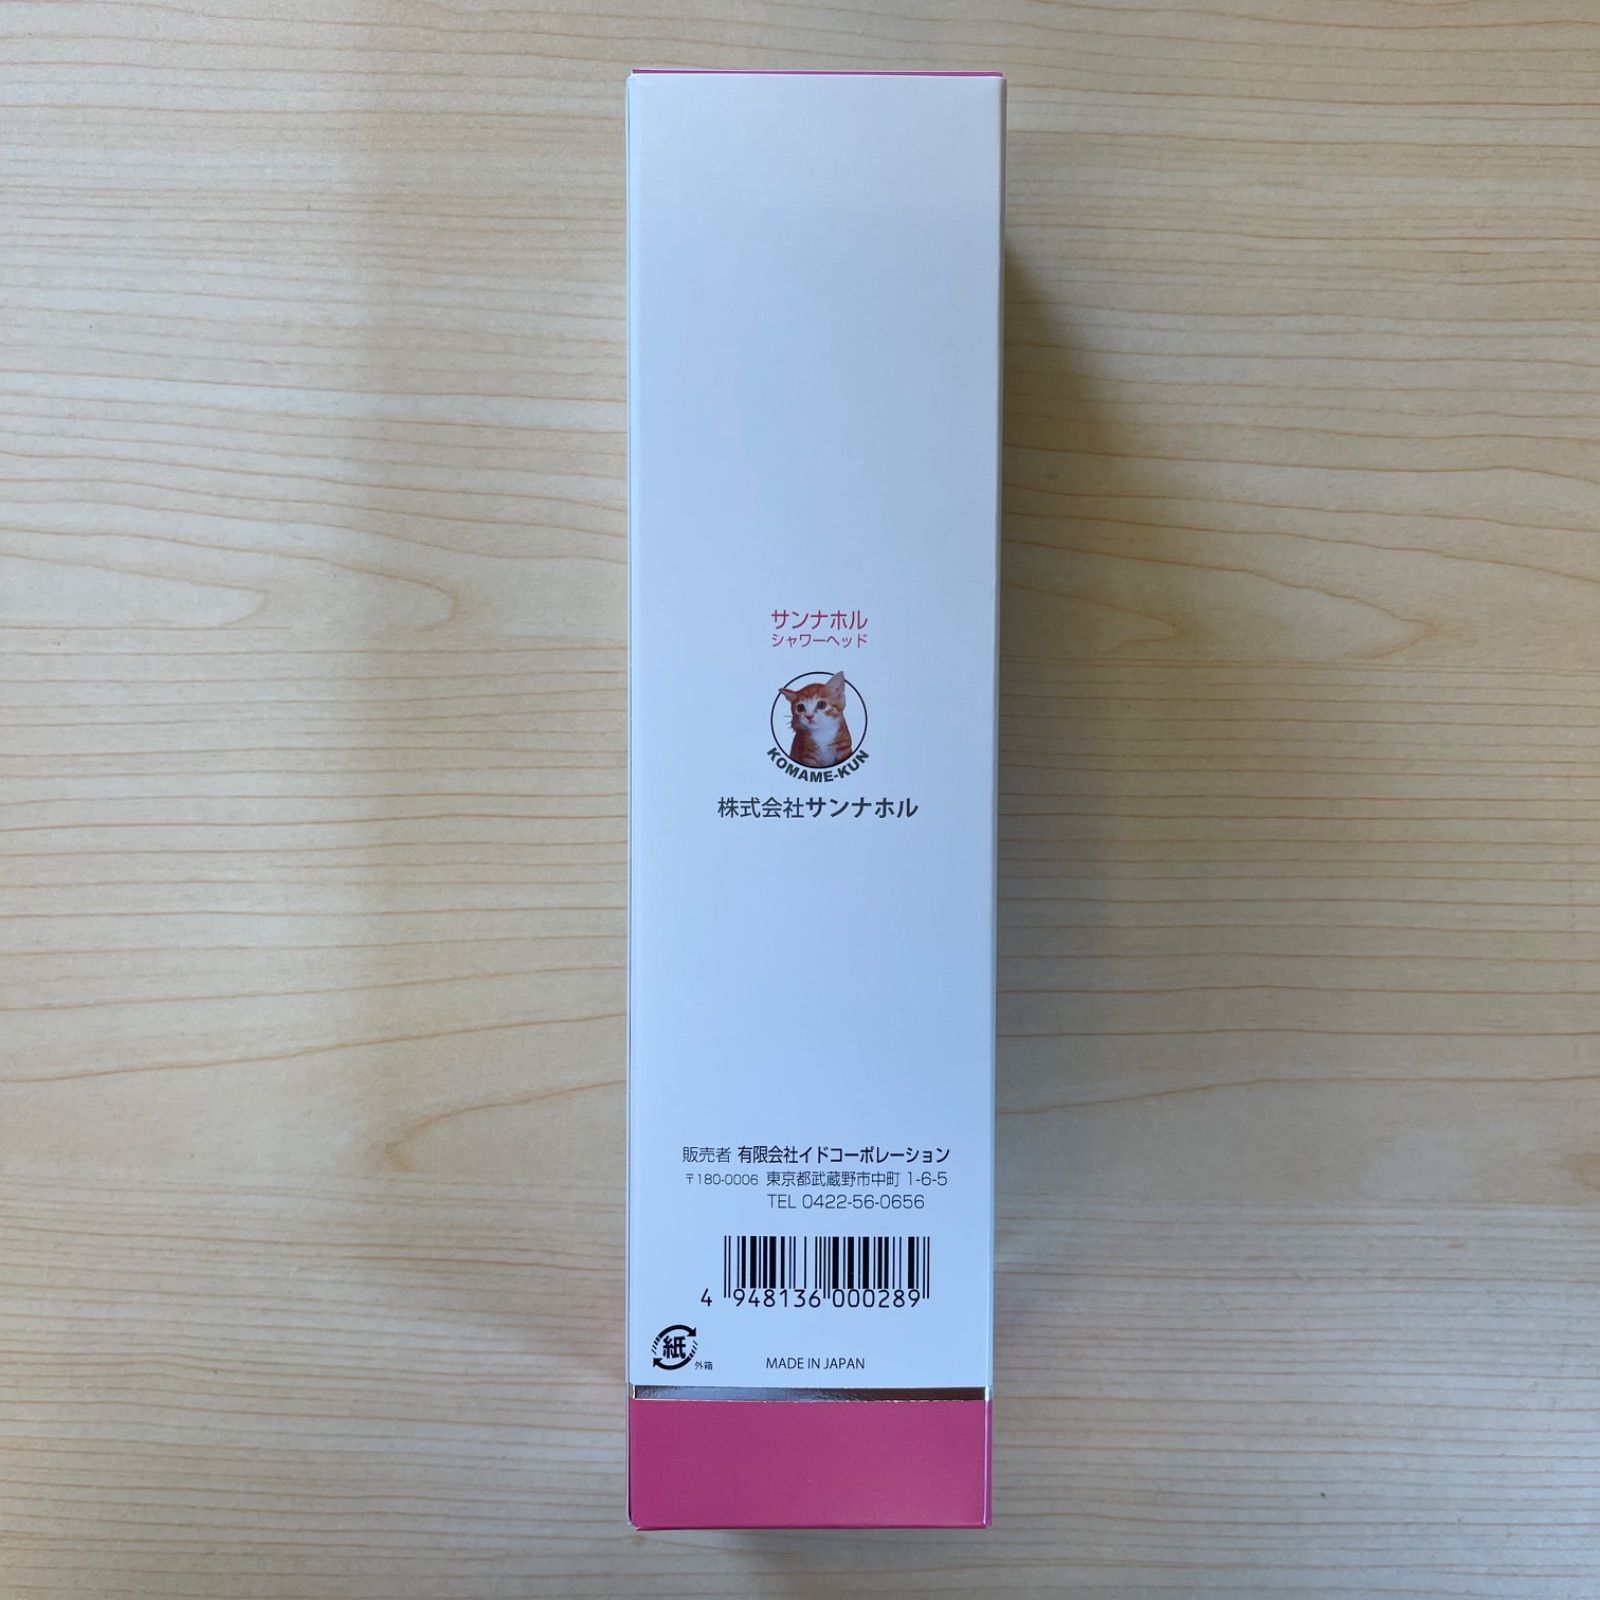 サンナホル
シャワーヘッド
KOMAME-KUN
株式会社サンナホル
販売者 有限会社イドコーポレーション
〒180-0006 東京都武蔵野市中町 1-6-5
TEL 0422-56-0656
4 948136 000289
紙 外箱
MADE IN JAPAN